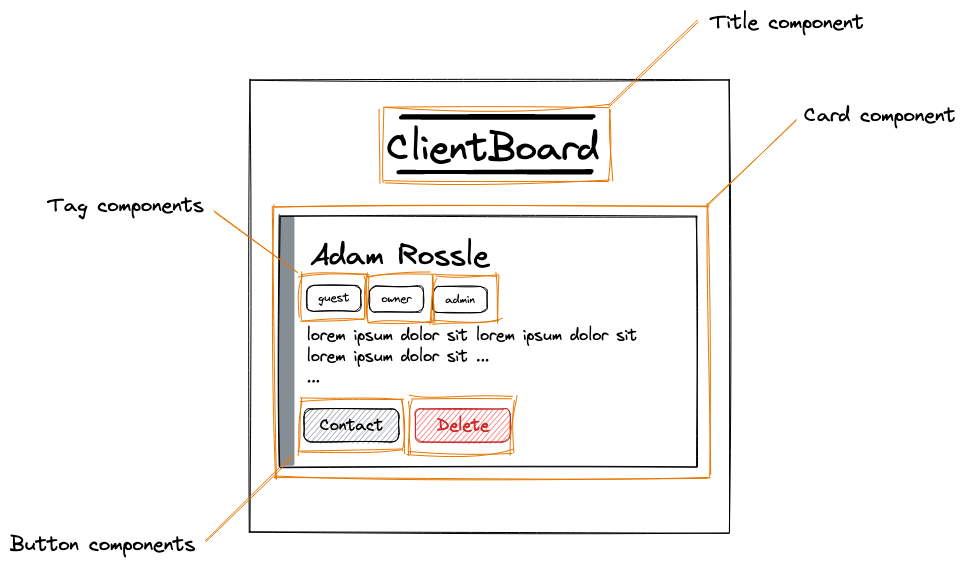 Title component
Card component
ClientBoard
Tag components
Adam Rossle
guest owner admin
lorem ipsum dolor sit lorem ipsum dolor sit
lorem ipsum dolor sit ...
...
Contact Delete
Button components